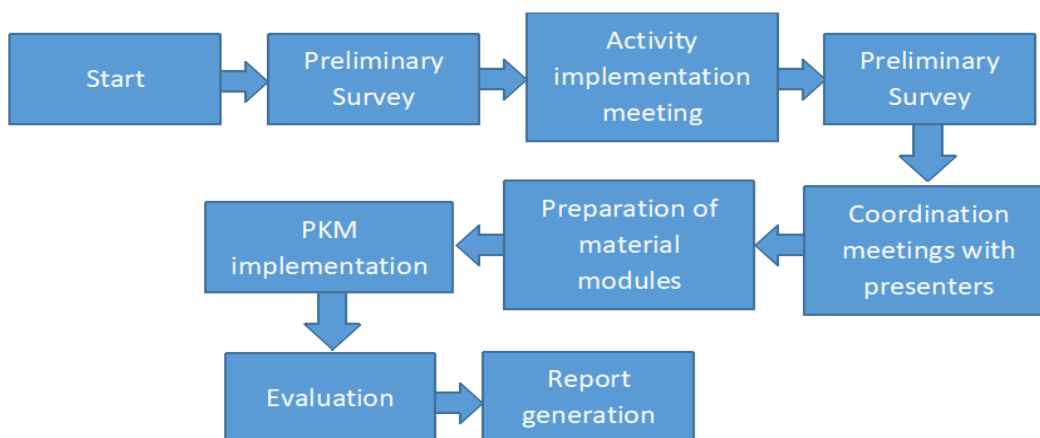 Start
Preliminary
Survey
Activity
implementation
meeting
Preliminary
Survey
Coordination
meetings with
presenters
Preparation of
material
modules
PKM
implementation
Evaluation
Report
generation